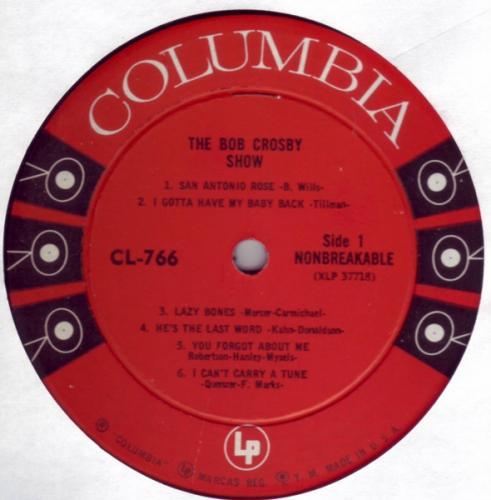 COLUMBIA
THE BOB CROSBY
SHOW
1. SAN ANTONIO ROSE -B. Wills-
2. I GOTTA HAVE MY BABY BACK -Tillman-
CL-766
Side 1
NONBREAKABLE
(XLP 37718)
3. LAZY BONES -Mercer-Carmichael-
4. HE'S THE LAST WORD -Kahn-Donaldson-
5. YOU FORGOT ABOUT ME
Robertson-Hanley-Mysels
6. I CAN'T CARRY A TUNE
-Quenzer-F. Marks-
Lp
"COLUMBIA" MARCAS REG. T. M. MADE IN U.S.A.